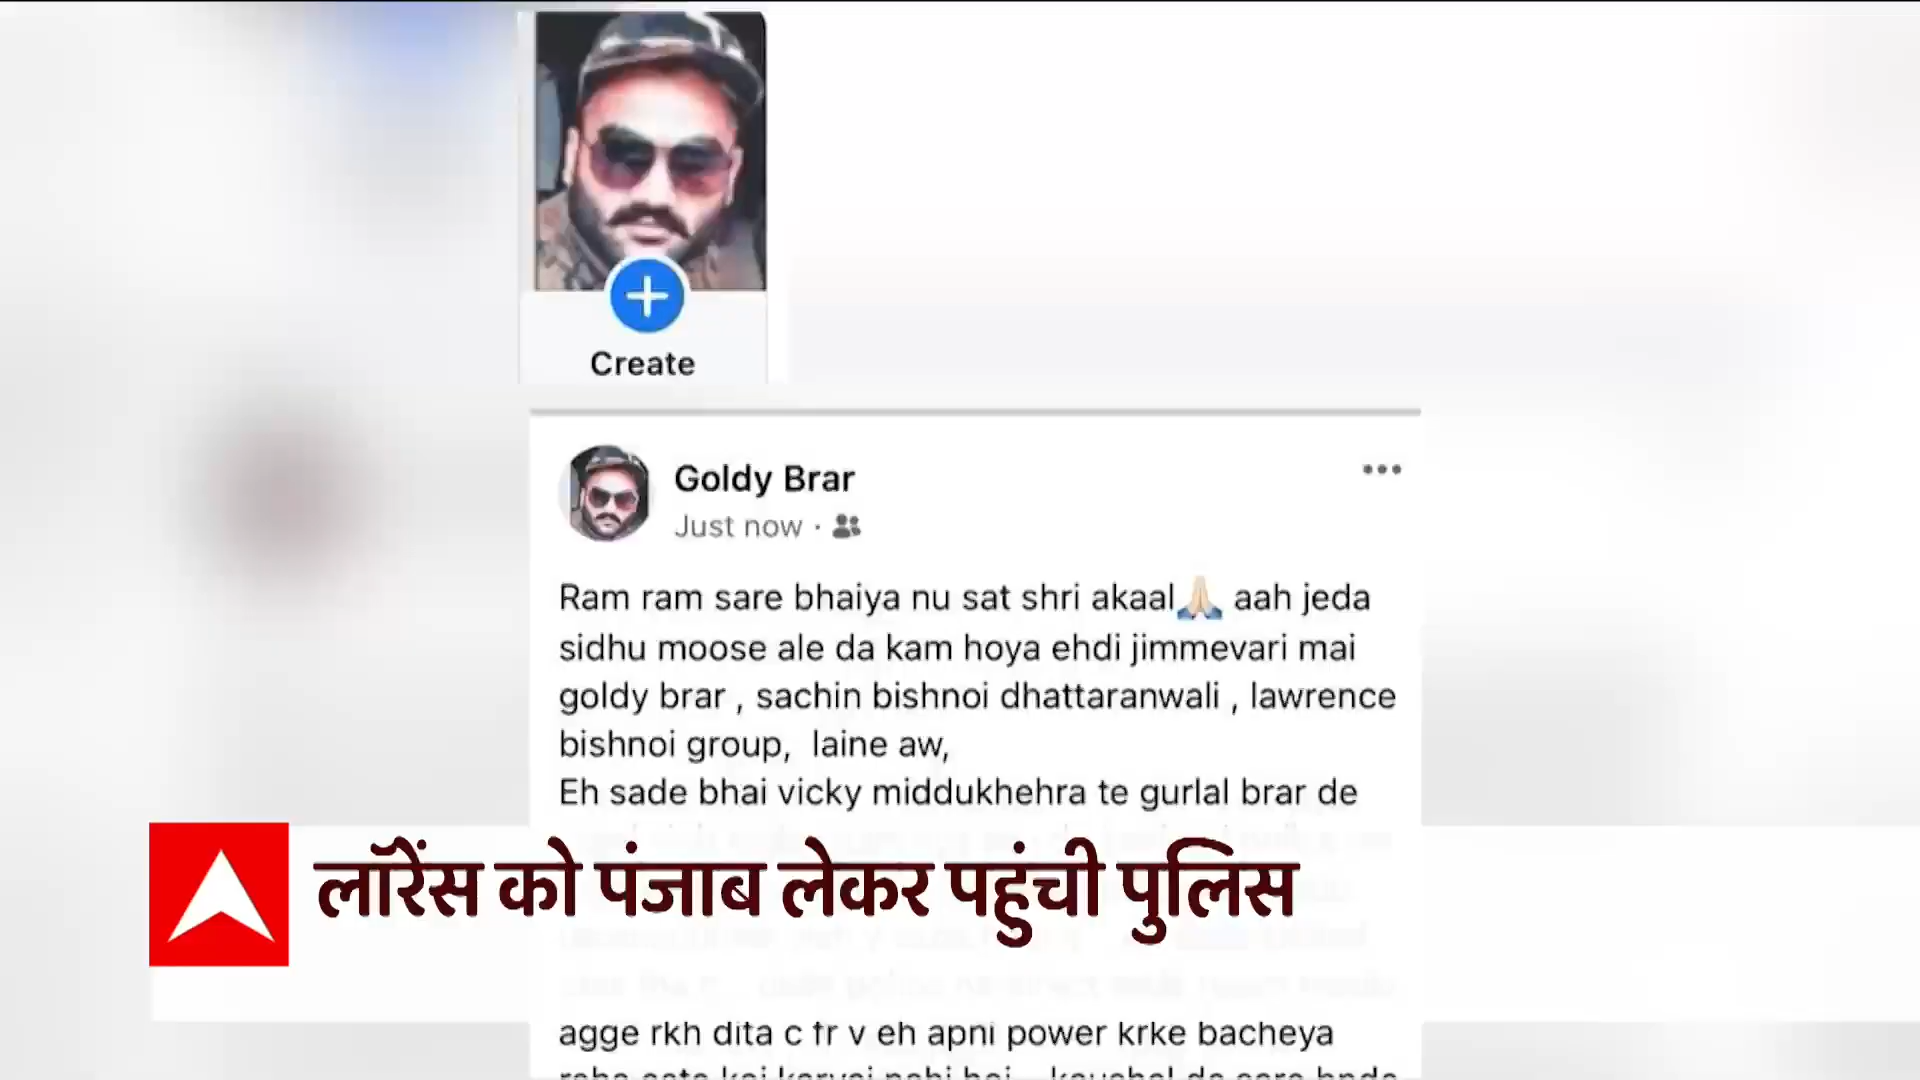 Create
Goldy Brar
Just now ·
Ram ram sare bhaiya nu sat shri akaal🙏🏻 aah jeda
sidhu moose ale da kam hoya ehdi jimmevari mai
goldy brar , sachin bishnoi dhattaranwali , lawrence
bishnoi group,  laine aw,
Eh sade bhai vicky middukhehra te gurlal brar de
लॉरेंस को पंजाब लेकर पहुंची पुलिस
agge rkh dita c fr v eh apni power krke bacheya